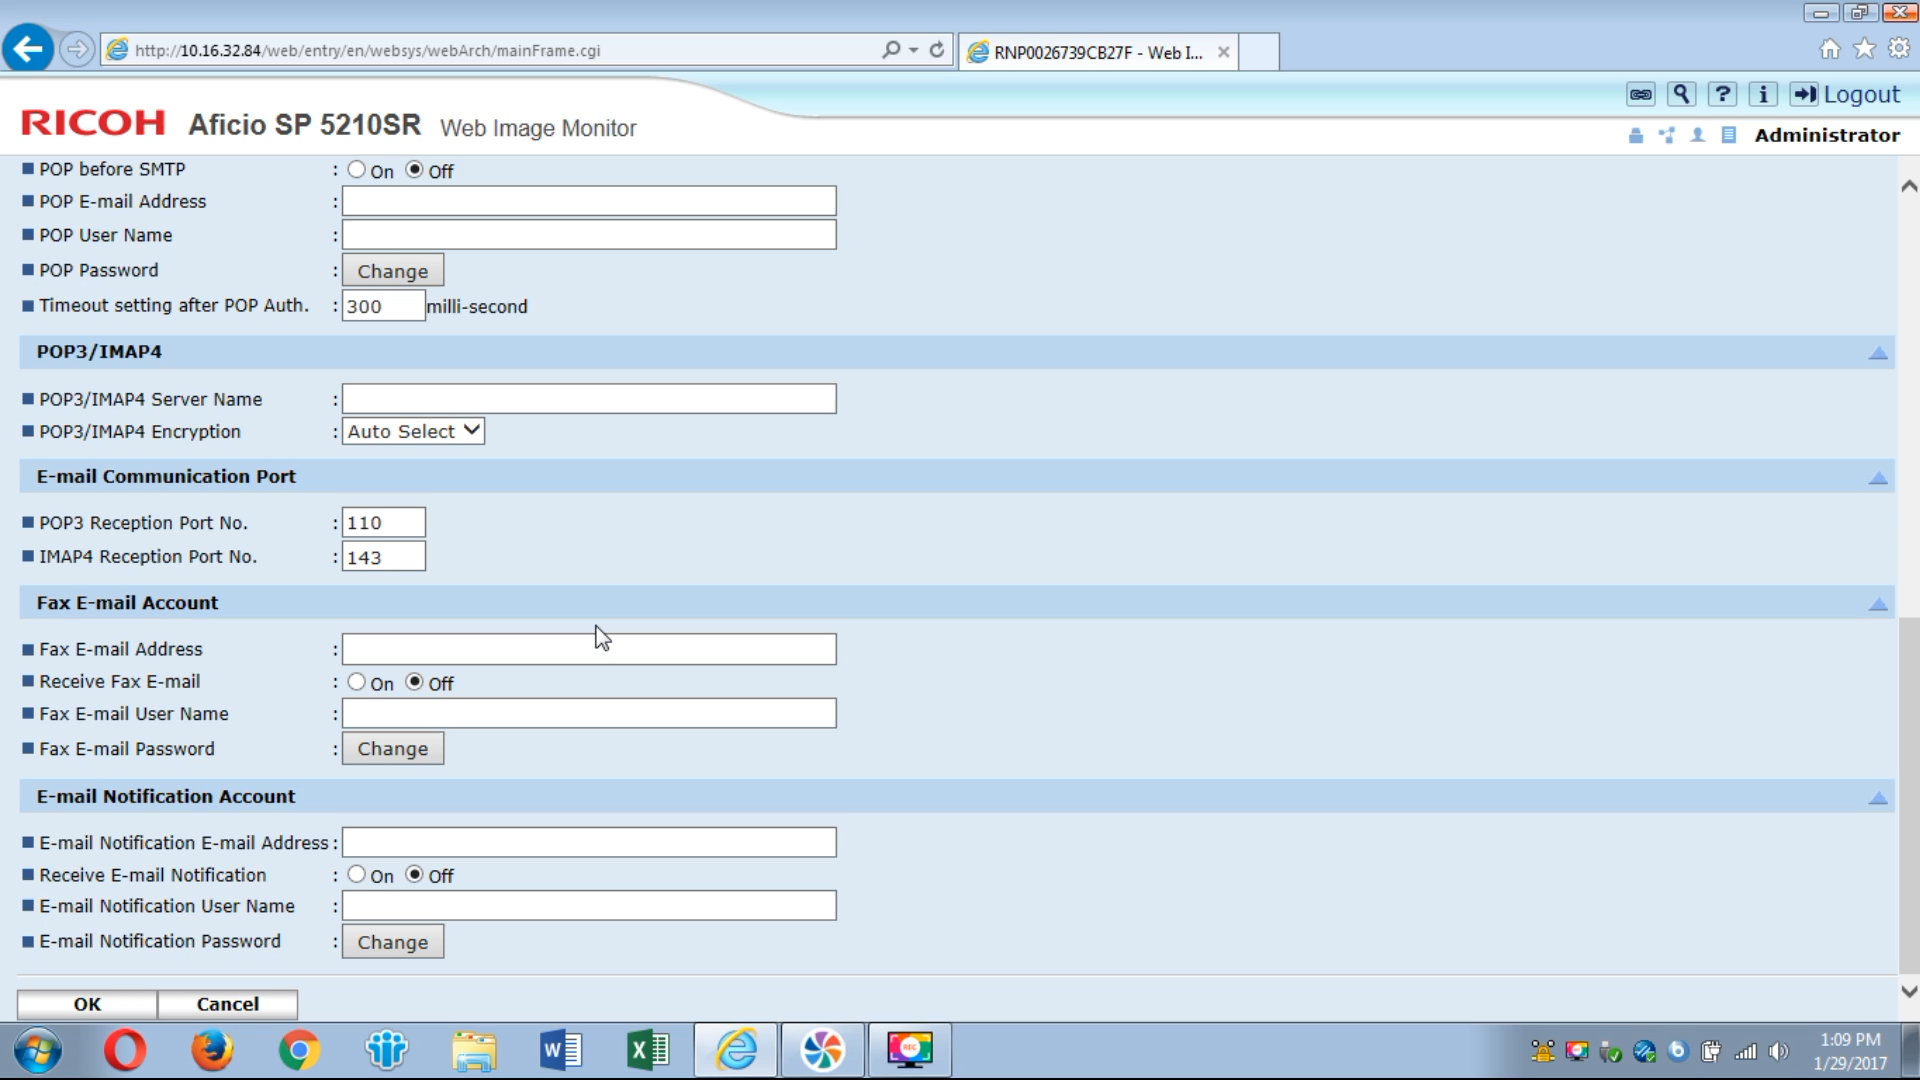 http://10.16.32.84/web/entry/en/websys/webArch/mainFrame.cgi
RNP0026739CB27F - Web I...
Logout
RICOH Aficio SP 5210SR Web Image Monitor
Administrator
POP before SMTP : On Off
POP E-mail Address :
POP User Name :
POP Password : Change
Timeout setting after POP Auth. : 300 milli-second
POP3/IMAP4
POP3/IMAP4 Server Name :
POP3/IMAP4 Encryption : Auto Select
E-mail Communication Port
POP3 Reception Port No. : 110
IMAP4 Reception Port No. : 143
Fax E-mail Account
Fax E-mail Address :
Receive Fax E-mail : On Off
Fax E-mail User Name :
Fax E-mail Password : Change
E-mail Notification Account
E-mail Notification E-mail Address :
Receive E-mail Notification : On Off
E-mail Notification User Name :
E-mail Notification Password : Change
OK Cancel
1:09 PM
1/29/2017